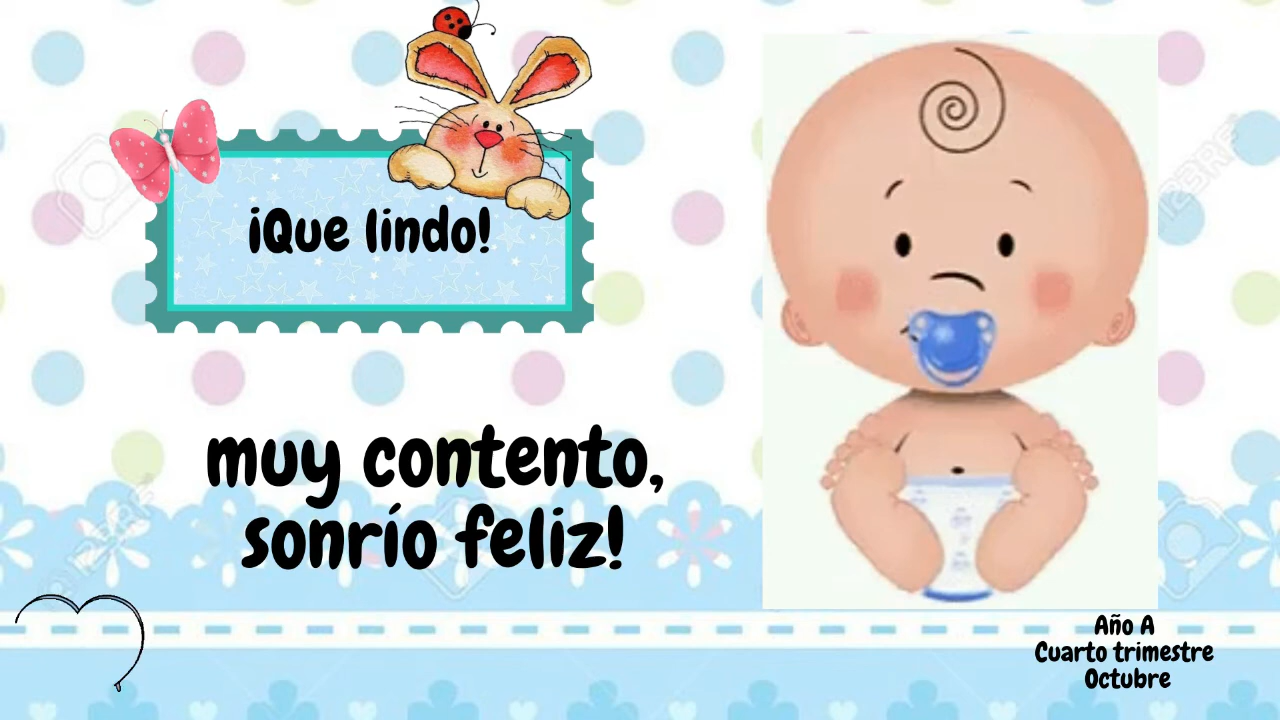 ¡Que lindo!
muy contento,
sonrío feliz!
Año A
Cuarto trimestre
Octubre